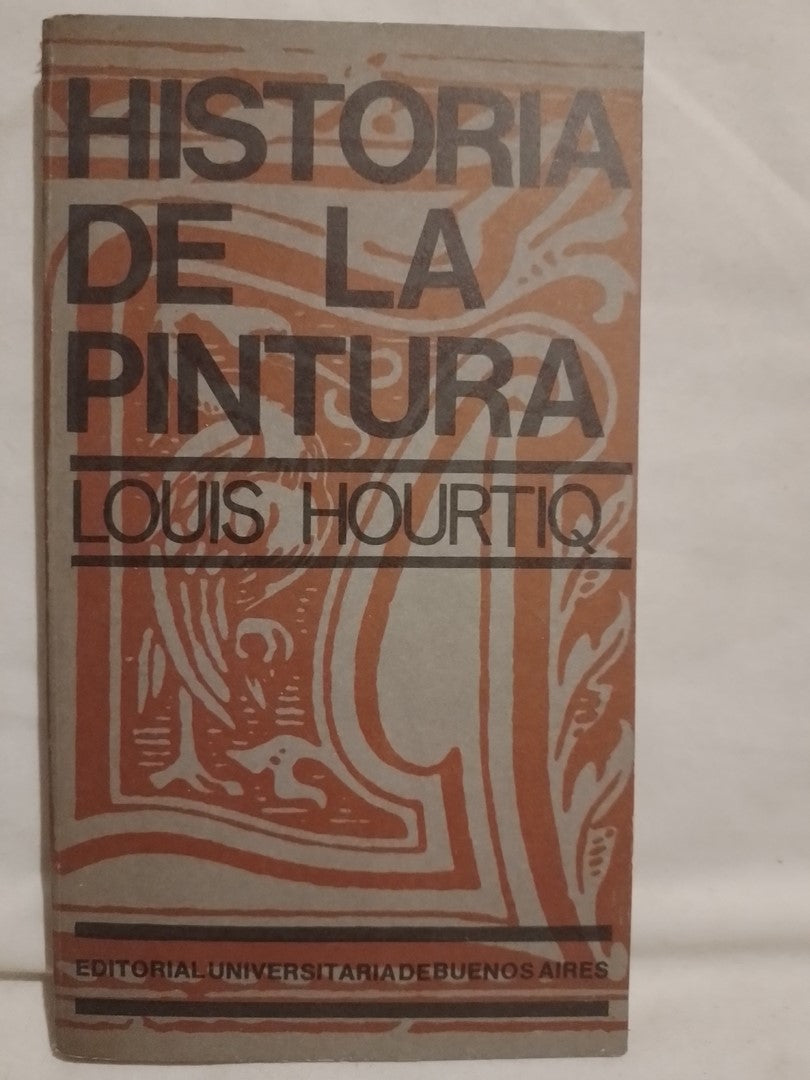 HISTORIA
DE LA
PINTURA
LOUIS HOURTIQ
EDITORIAL UNIVERSITARIA DE BUENOS AIRES